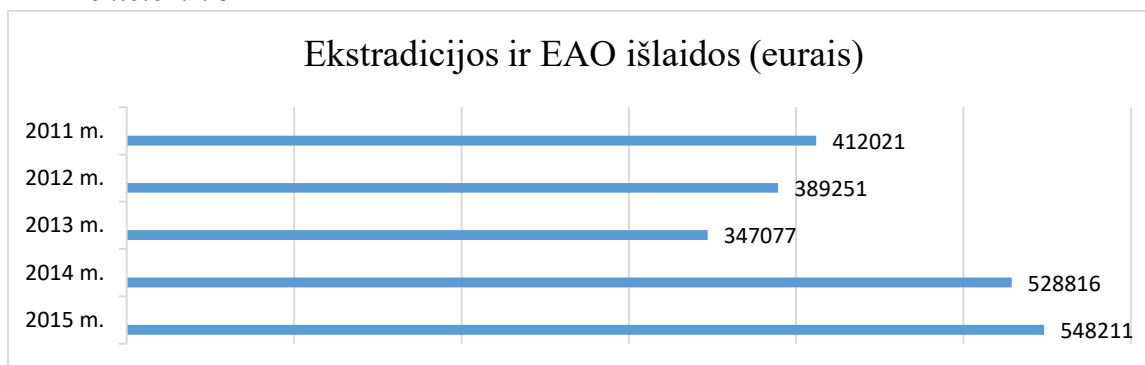 Ekstradicijos ir EAO išlaidos (eurais)
2011 m. 412021
2012 m. 389251
2013 m. 347077
2014 m. 528816
2015 m. 548211